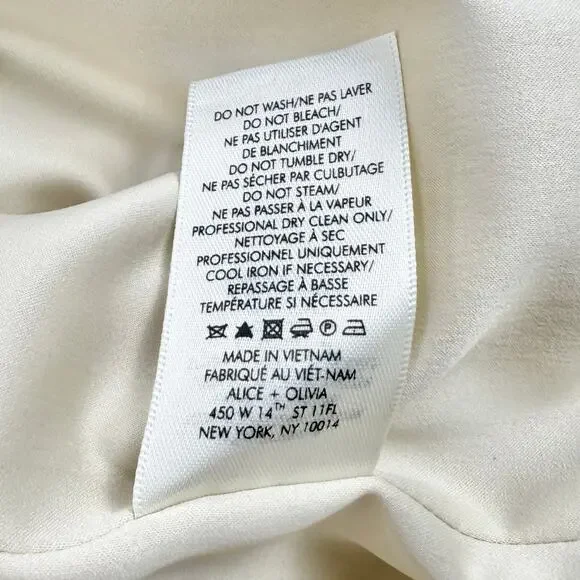 DO NOT WASH/NE PAS LAVER
DO NOT BLEACH/
NE PAS UTILISER D'AGENT
DE BLANCHIMENT
DO NOT TUMBLE DRY/
NE PAS SÉCHER PAR CULBUTAGE
DO NOT STEAM/
NE PAS PASSER À LA VAPEUR
PROFESSIONAL DRY CLEAN ONLY/
NETTOYAGE À SEC
PROFESSIONNEL UNIQUEMENT
COOL IRON IF NECESSARY/
REPASSAGE À BASSE
TEMPÉRATURE SI NÉCESSAIRE
P
MADE IN VIETNAM
FABRIQUÉ AU VIÊT-NAM
ALICE + OLIVIA
450 W 14TH ST 11FL
NEW YORK, NY 10014